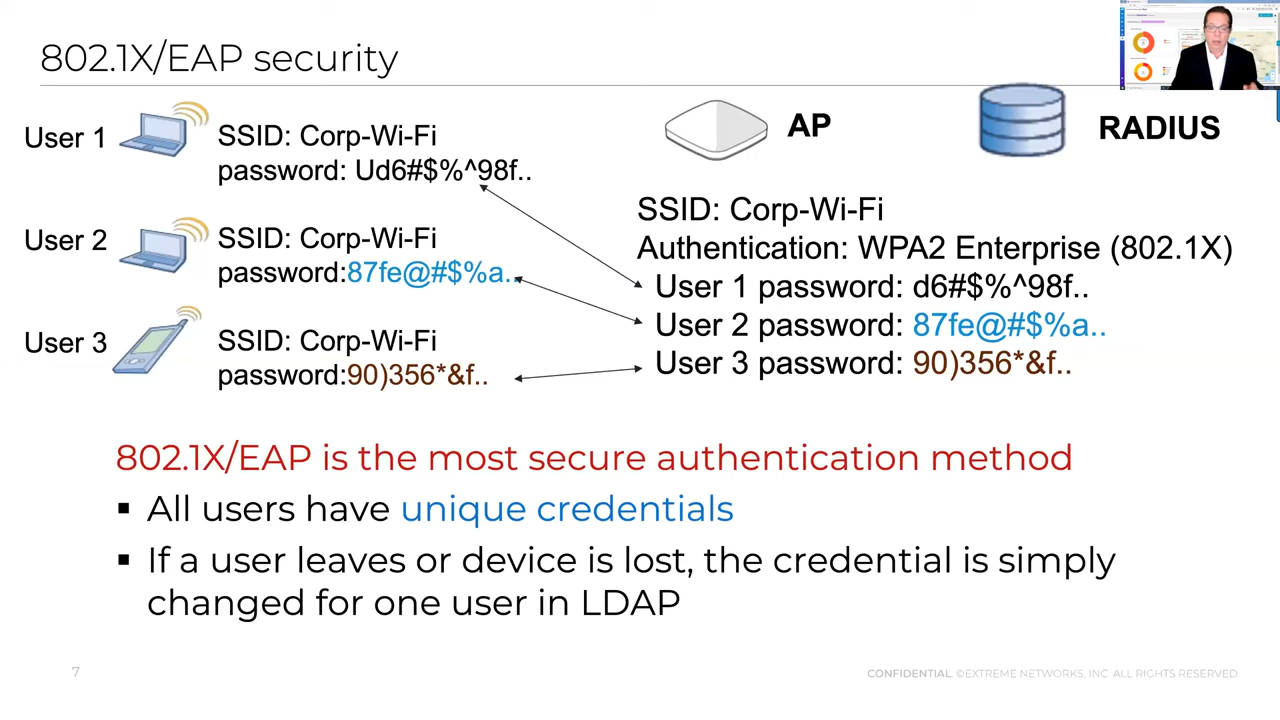 802.1X/EAP security
User 1
SSID: Corp-Wi-Fi
password: Ud6#$%^98f..
User 2
SSID: Corp-Wi-Fi
password:87fe@#$%a..
User 3
SSID: Corp-Wi-Fi
password:90)356*&f..
AP
RADIUS
SSID: Corp-Wi-Fi
Authentication: WPA2 Enterprise (802.1X)
User 1 password: d6#$%^98f..
User 2 password: 87fe@#$%a..
User 3 password: 90)356*&f..
802.1X/EAP is the most secure authentication method
▪ All users have unique credentials
▪ If a user leaves or device is lost, the credential is simply
changed for one user in LDAP
7
CONFIDENTIAL. ©EXTREME NETWORKS, INC. ALL RIGHTS RESERVED.